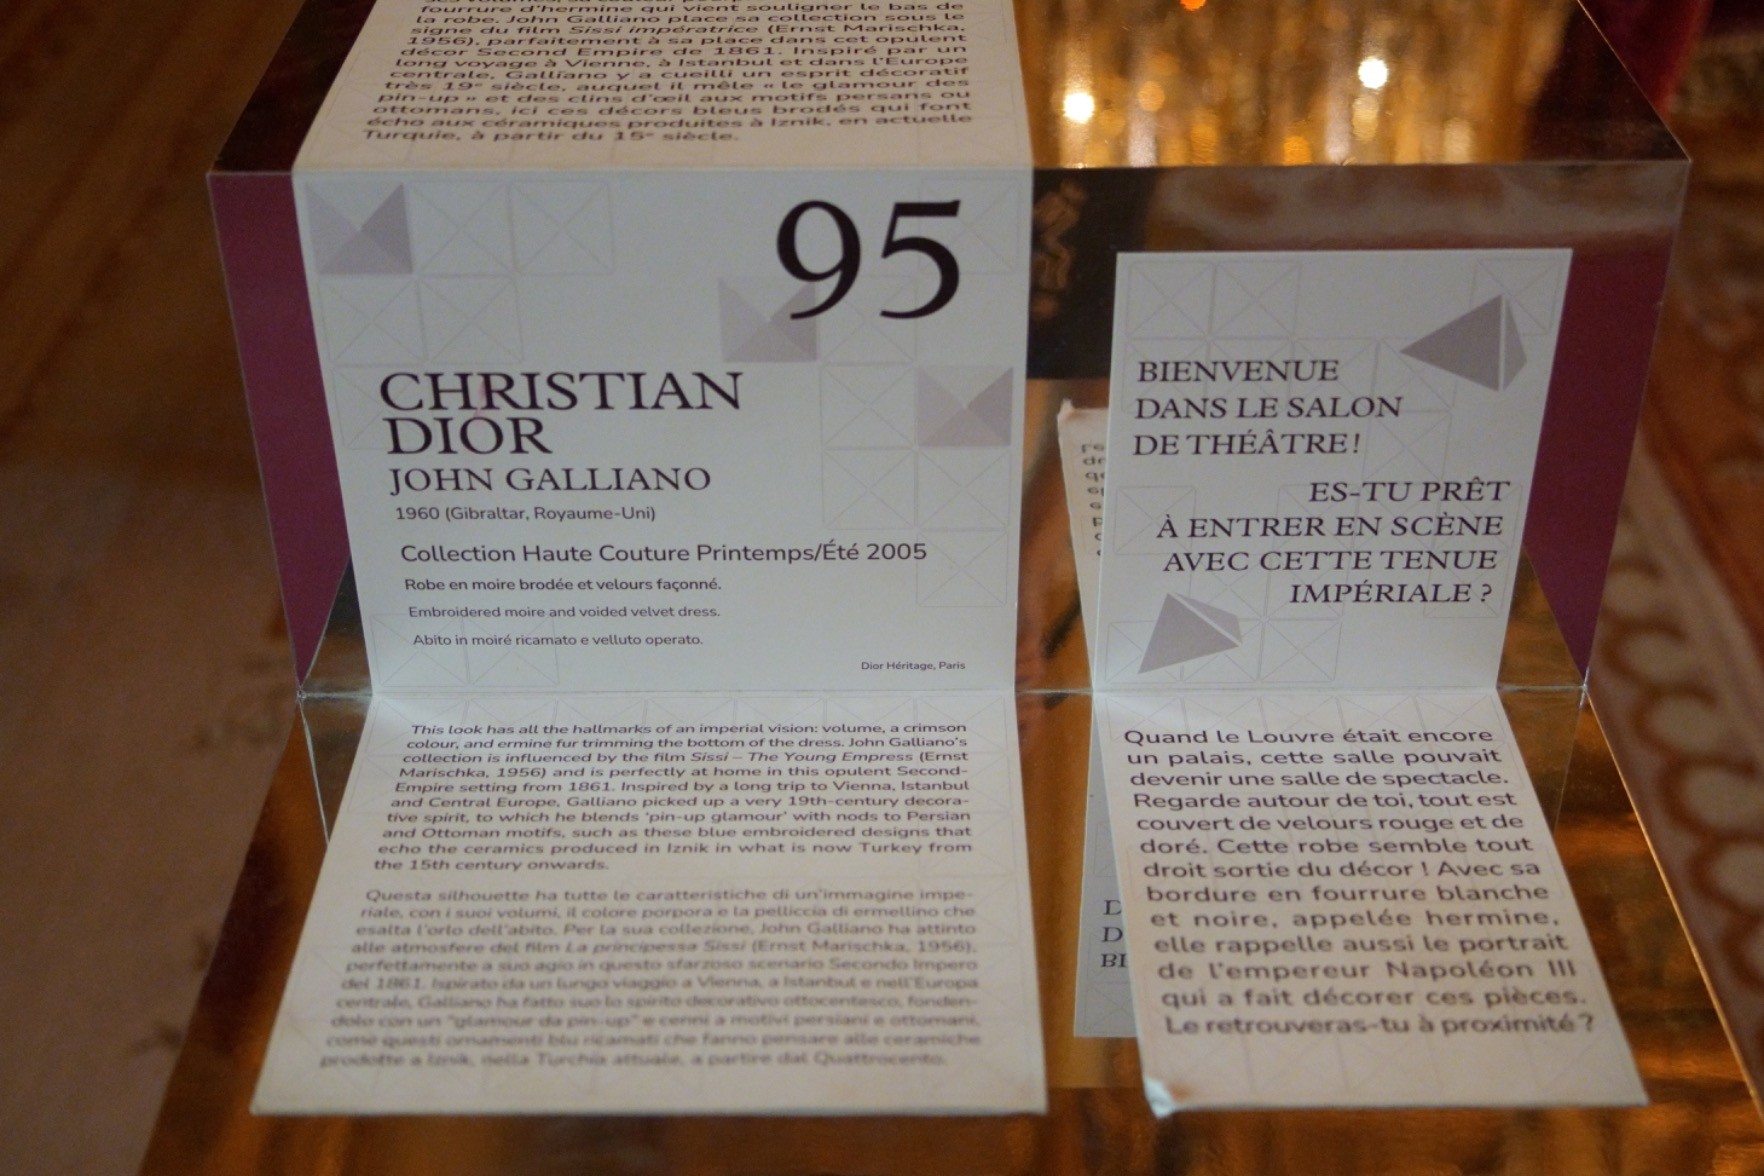 fourrure d'hermine qui vient souligner le bas de
la robe. John Galliano place sa collection sous le
signe du film Sissi impératrice (Ernst Marischka,
1956), parfaitement à sa place dans cet opulent
décor Second Empire de 1861. Inspiré par un
long voyage à Vienne, à Istanbul et dans l'Europe
centrale, Galliano y a cueilli un esprit décoratif
très 19e siècle, auquel il mêle « le glamour des
pin-up » et des clins d'œil aux motifs persans ou
ottomans, ici ces décors bleus brodés qui font
écho aux céramiques produites à Iznik, en actuelle
Turquie, à partir du 15e siècle.
95
CHRISTIAN
DIOR
JOHN GALLIANO
1960 (Gibraltar, Royaume-Uni)
Collection Haute Couture Printemps/Été 2005
Robe en moire brodée et velours façonné.
Embroidered moire and voided velvet dress.
Abito in moiré ricamato e velluto operato.
Dior Héritage, Paris
This look has all the hallmarks of an imperial vision: volume, a crimson
colour, and ermine fur trimming the bottom of the dress. John Galliano's
collection is influenced by the film Sissi – The Young Empress (Ernst
Marischka, 1956) and is perfectly at home in this opulent Second-
Empire setting from 1861. Inspired by a long trip to Vienna, Istanbul
and Central Europe, Galliano picked up a very 19th-century decora-
tive spirit, to which he blends 'pin-up glamour' with nods to Persian
and Ottoman motifs, such as these blue embroidered designs that
echo the ceramics produced in Iznik in what is now Turkey from
the 15th century onwards.
Questa silhouette ha tutte le caratteristiche di un'immagine impe-
riale, con i suoi volumi, il colore porpora e la pelliccia di ermellino che
esalta l'orlo dell'abito. Per la sua collezione, John Galliano ha attinto
alle atmosfere del film La principessa Sissi (Ernst Marischka, 1956),
perfettamente a suo agio in questo sfarzoso scenario Secondo Impero
del 1861. Ispirato da un lungo viaggio a Vienna, a Istanbul e nell'Europa
centrale, Galliano ha fatto suo lo spirito decorativo ottocentesco, fonden-
dolo con un "glamour da pin-up" e cenni a motivi persiani e ottomani,
come questi ornamenti blu ricamati che fanno pensare alle ceramiche
prodotte a Iznik, nella Turchia attuale, a partire dal Quattrocento.
BIENVENUE
DANS LE SALON
DE THÉÂTRE !
ES-TU PRÊT
À ENTRER EN SCÈNE
AVEC CETTE TENUE
IMPÉRIALE ?
Quand le Louvre était encore
un palais, cette salle pouvait
devenir une salle de spectacle.
Regarde autour de toi, tout est
couvert de velours rouge et de
doré. Cette robe semble tout
droit sortie du décor ! Avec sa
bordure en fourrure blanche
et noire, appelée hermine,
elle rappelle aussi le portrait
de l'empereur Napoléon III
qui a fait décorer ces pièces.
Le retrouveras-tu à proximité ?